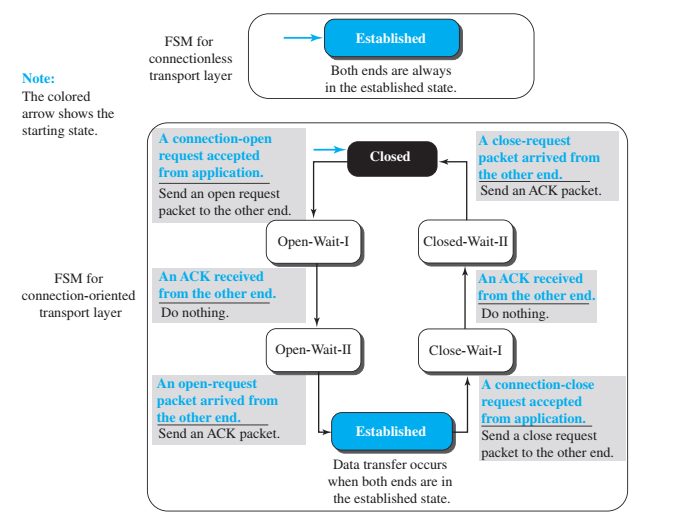 FSM for
connectionless
transport layer
Established
Both ends are always
in the established state.
Note:
The colored
arrow shows the
starting state.
A connection-open
request accepted
from application.
Send an open request
packet to the other end.
Closed
A close-request
packet arrived from
the other end.
Send an ACK packet.
Open-Wait-I
Closed-Wait-II
FSM for
connection-oriented
transport layer
An ACK received
from the other end.
Do nothing.
An ACK received
from the other end.
Do nothing.
Open-Wait-II
Close-Wait-I
An open-request
packet arrived from
the other end.
Send an ACK packet.
Established
A connection-close
request accepted
from application.
Send a close request
packet to the other end.
Data transfer occurs
when both ends are in
the established state.